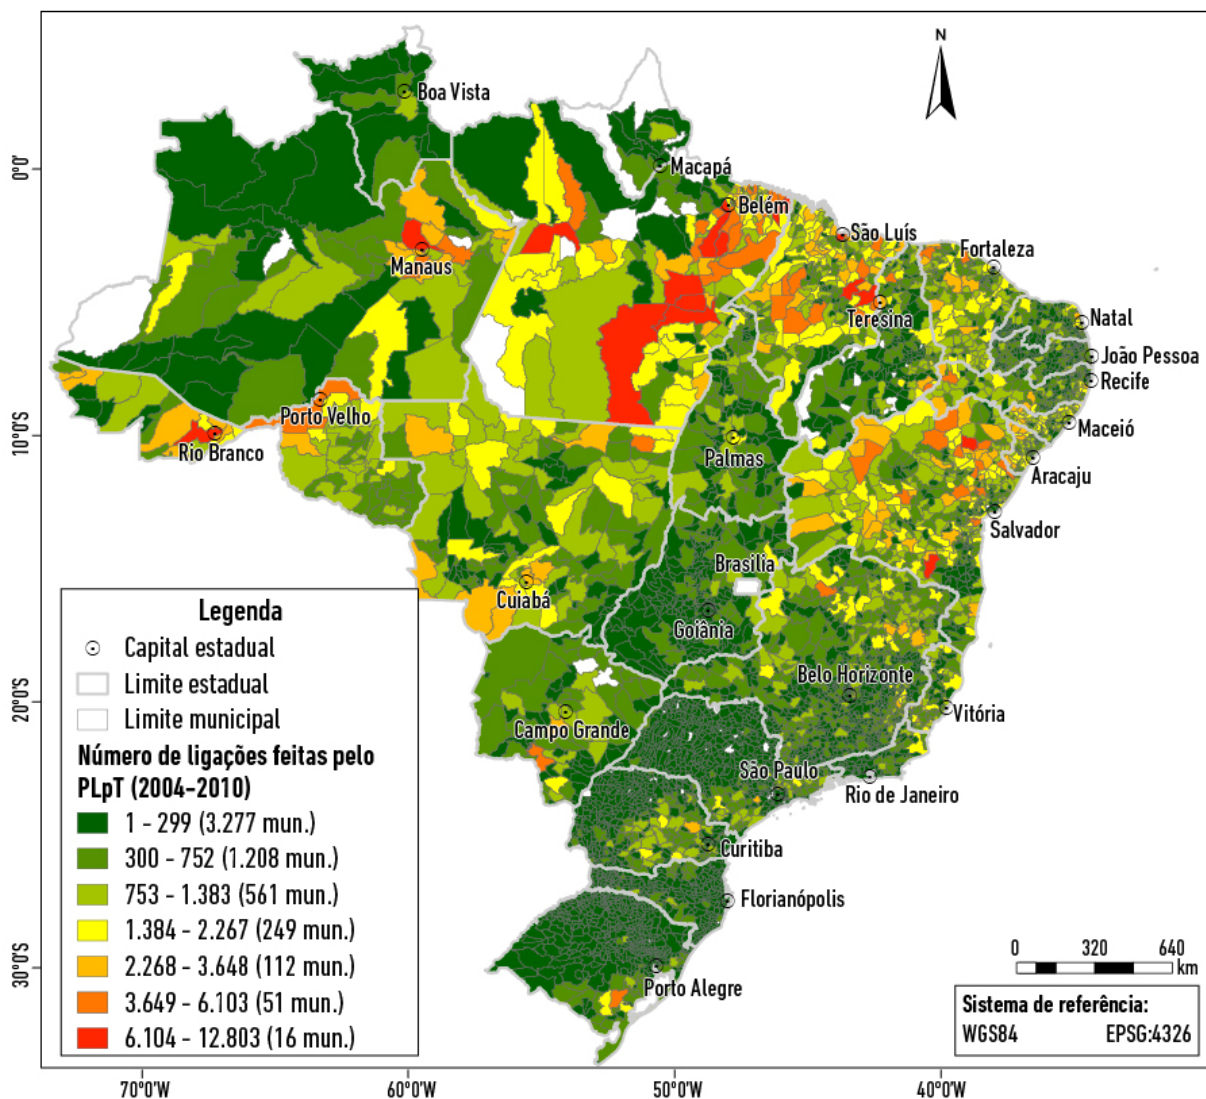 N
Boa Vista
Macapá
0°0'
Belém
São Luís
Fortaleza
Manaus
Teresina
Natal
João Pessoa
Recife
Porto Velho
Maceió
10°0'S
Rio Branco
Palmas
Aracaju
Salvador
Brasilia
Cuiabá
Goiânia
Belo Horizonte
20°0'S
Vitória
Campo Grande
São Paulo
Rio de Janeiro
Curitiba
Florianópolis
30°0'S
Porto Alegre
Legenda
Capital estadual
Limite estadual
Limite municipal
Número de ligações feitas pelo
PLpT (2004-2010)
1 - 299 (3.277 mun.)
300 - 752 (1.208 mun.)
753 - 1.383 (561 mun.)
1.384 - 2.267 (249 mun.)
2.268 - 3.648 (112 mun.)
3.649 - 6.103 (51 mun.)
6.104 - 12.803 (16 mun.)
0 320 640
km
Sistema de referência:
WGS84 EPSG:4326
70°0'W 60°0'W 50°0'W 40°0'W